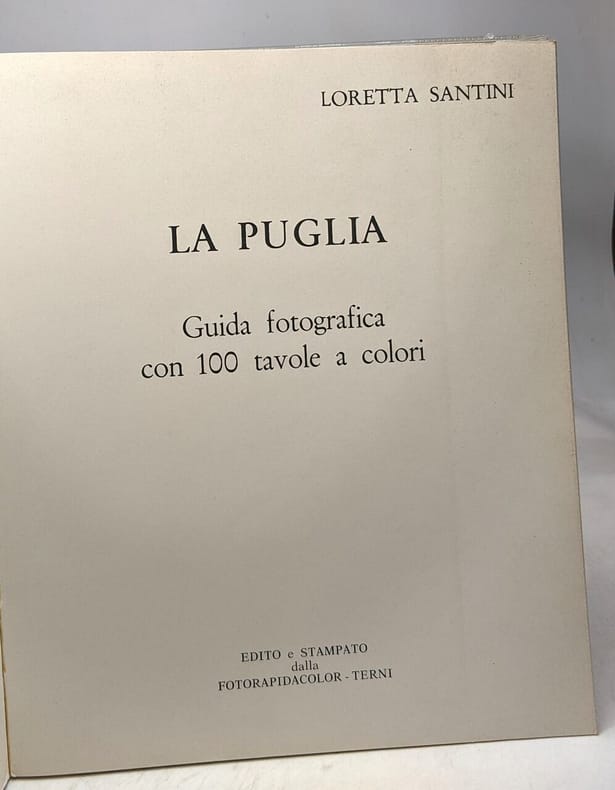 LORETTA SANTINI
LA PUGLIA
Guida fotografica
con 100 tavole a colori
EDITO e STAMPATO
dalla
FOTORAPIDACOLOR - TERNI